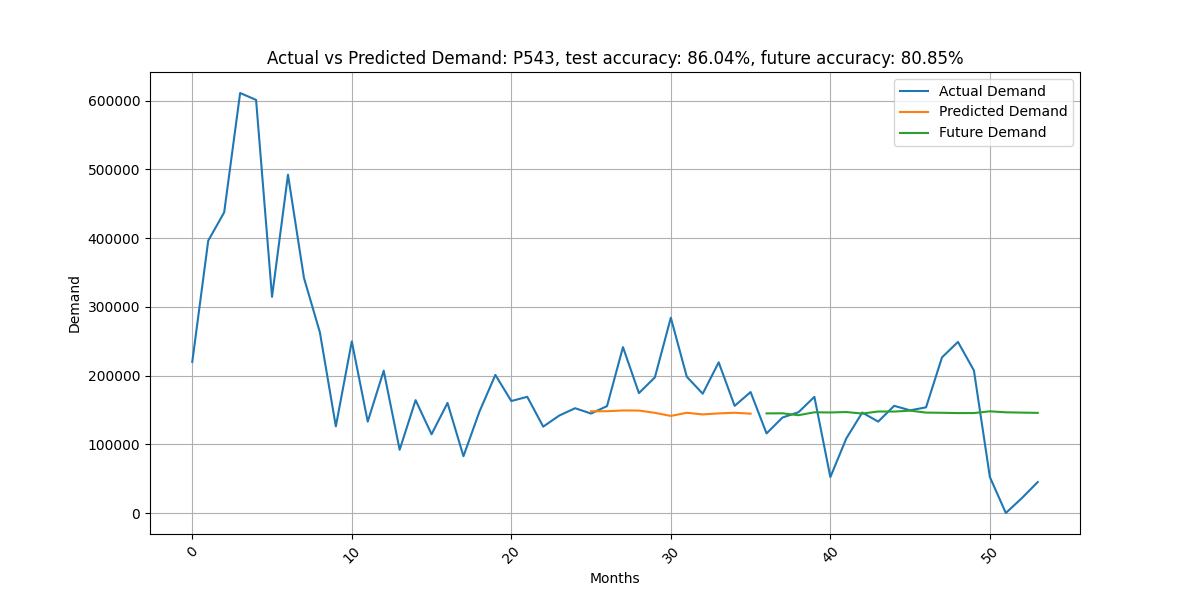 Actual vs Predicted Demand: P543, test accuracy: 86.04%, future accuracy: 80.85%
Actual Demand
Predicted Demand
Future Demand
600000
500000
400000
300000
200000
100000
0
Demand
0
10
20
30
40
50
Months